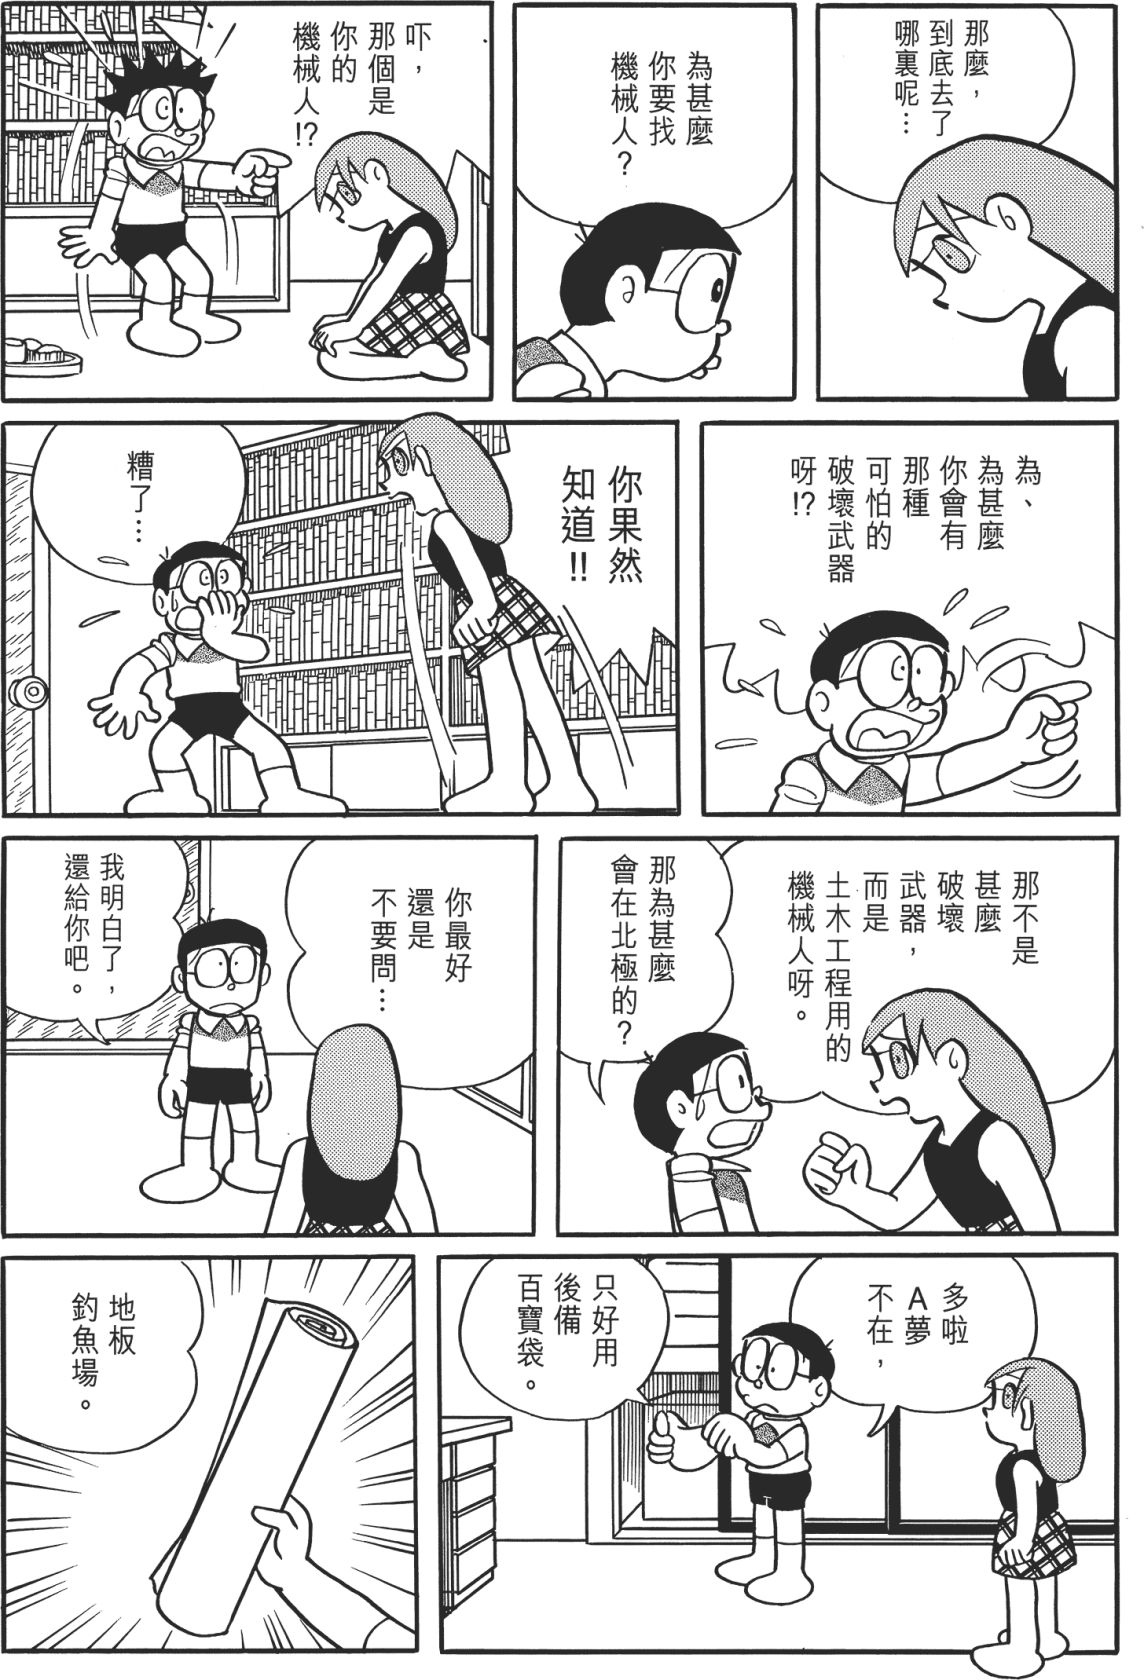 那麼，
到底去了
哪裏呢…
為甚麼
你要找
機械人？
吓，
那個是
你的
機械人!?
為、
為甚麼
你會有
那種
可怕的
破壞武器
呀!?
你果然
知道!!
糟了…
那不是
甚麼
破壞
武器，
而是
土木工程用的
機械人呀。
那為甚麼
會在北極的？
你最好
還是
不要問…
我明白了，
還給你吧。
多啦
A夢
不在，
只好用
後備
百寶袋。
地板
釣魚場。